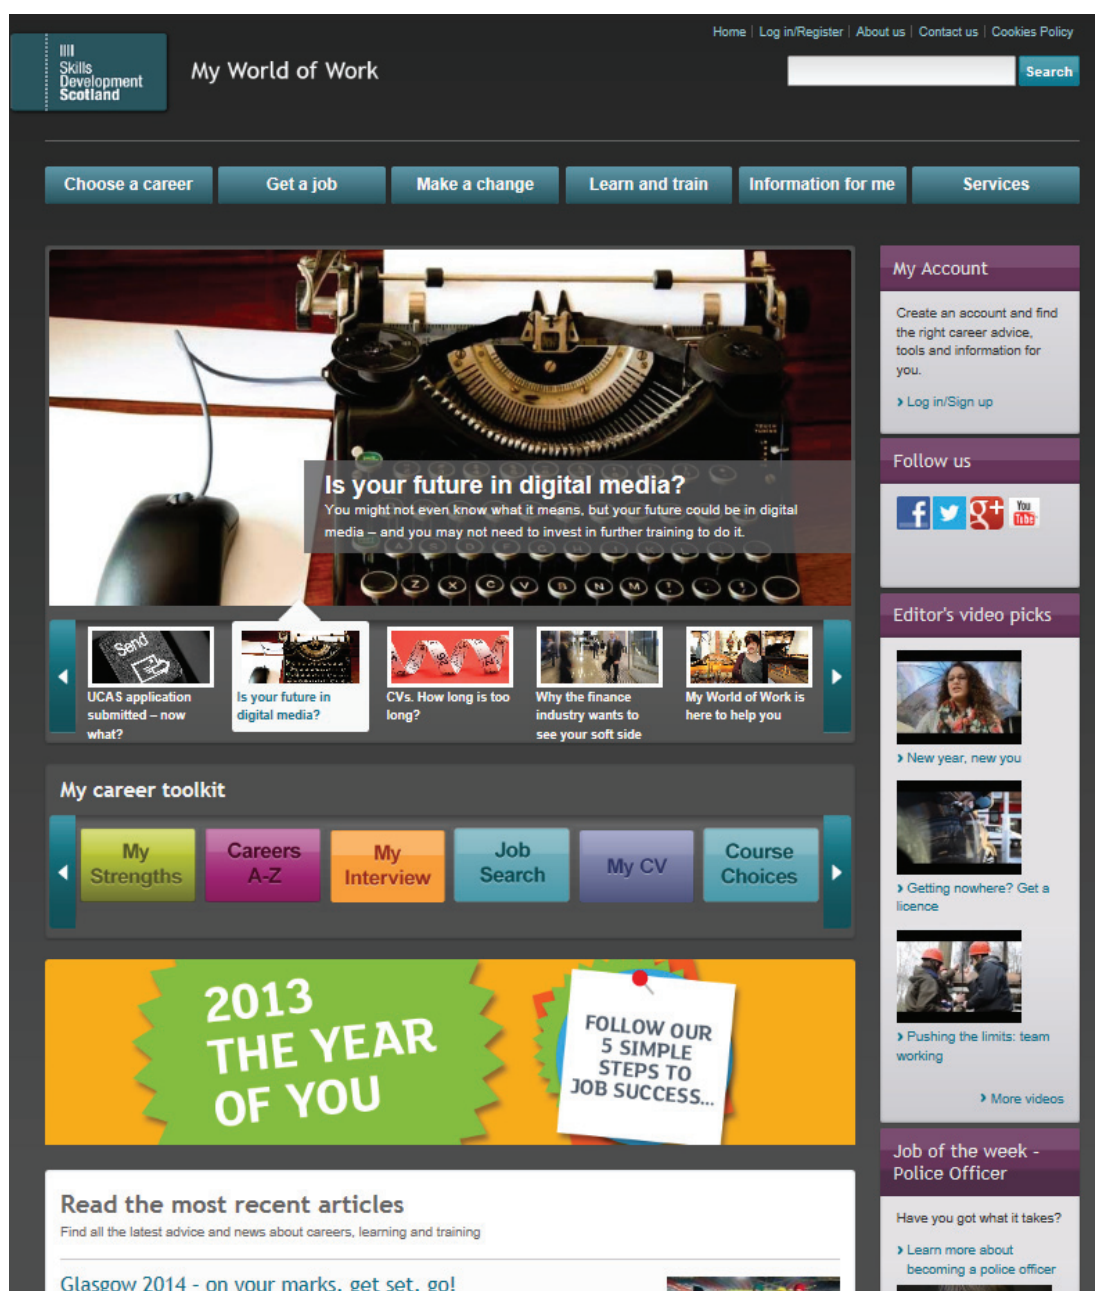 Home | Log in/Register | About us | Contact us | Cookies Policy
Skills
Development
Scotland
My World of Work
Search
Choose a career
Get a job
Make a change
Learn and train
Information for me
Services
Is your future in digital media?
You might not even know what it means, but your future could be in digital
media – and you may not need to invest in further training to do it.
Send
UCAS application
submitted – now
what?
Is your future in
digital media?
CVs. How long is too
long?
Why the finance
industry wants to
see your soft side
My World of Work is
here to help you
My career toolkit
My
Strengths
Careers
A-Z
My
Interview
Job
Search
My CV
Course
Choices
2013
THE YEAR
OF YOU
FOLLOW OUR
5 SIMPLE
STEPS TO
JOB SUCCESS...
Read the most recent articles
Find all the latest advice and news about careers, learning and training
Glasgow 2014 - on your marks, get set, go!
My Account
Create an account and find
the right career advice,
tools and information for
you.
Log in/Sign up
Follow us
f
g+
You
Tube
Editor's video picks
New year, new you
Getting nowhere? Get a
licence
Pushing the limits: team
working
More videos
Job of the week -
Police Officer
Have you got what it takes?
Learn more about
becoming a police officer